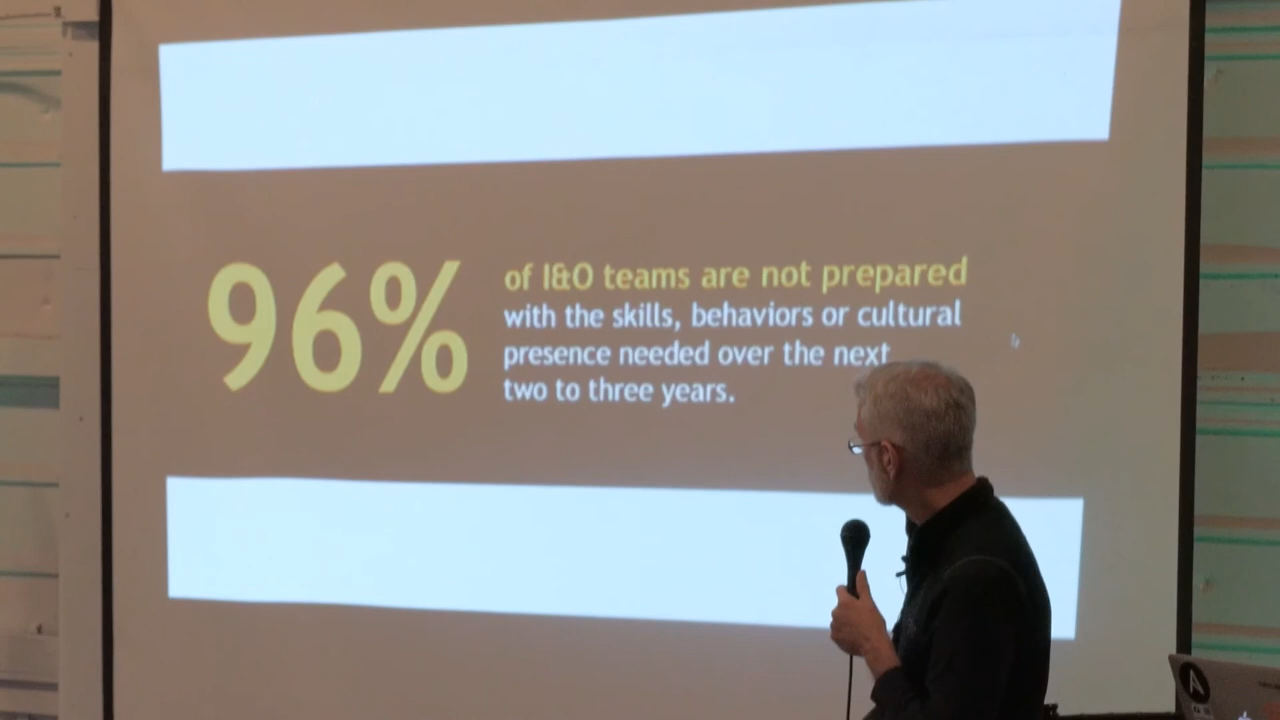 96%
of I&O teams are not prepared
with the skills, behaviors or cultural
presence needed over the next
two to three years.